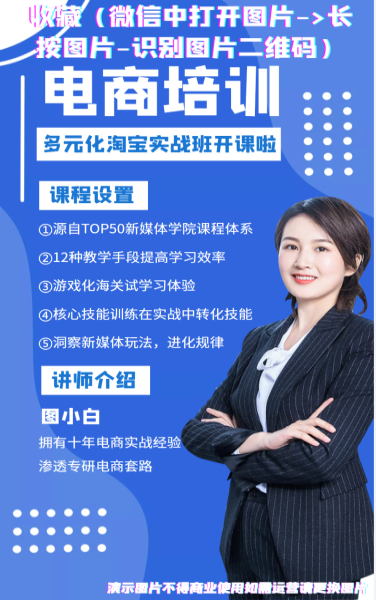 收藏（微信中打开图片->长
按图片-识别图片二维码）
电商培训
多元化淘宝实战班开课啦
课程设置
①源自TOP50新媒体学院课程体系
②12种教学手段提高学习效率
③游戏化海关试学习体验
④核心技能训练在实战中转化技能
⑤洞察新媒体玩法，进化规律
讲师介绍
图小白
拥有十年电商实战经验
渗透专研电商套路
演示图片不得商业使用如需运营请更换图片